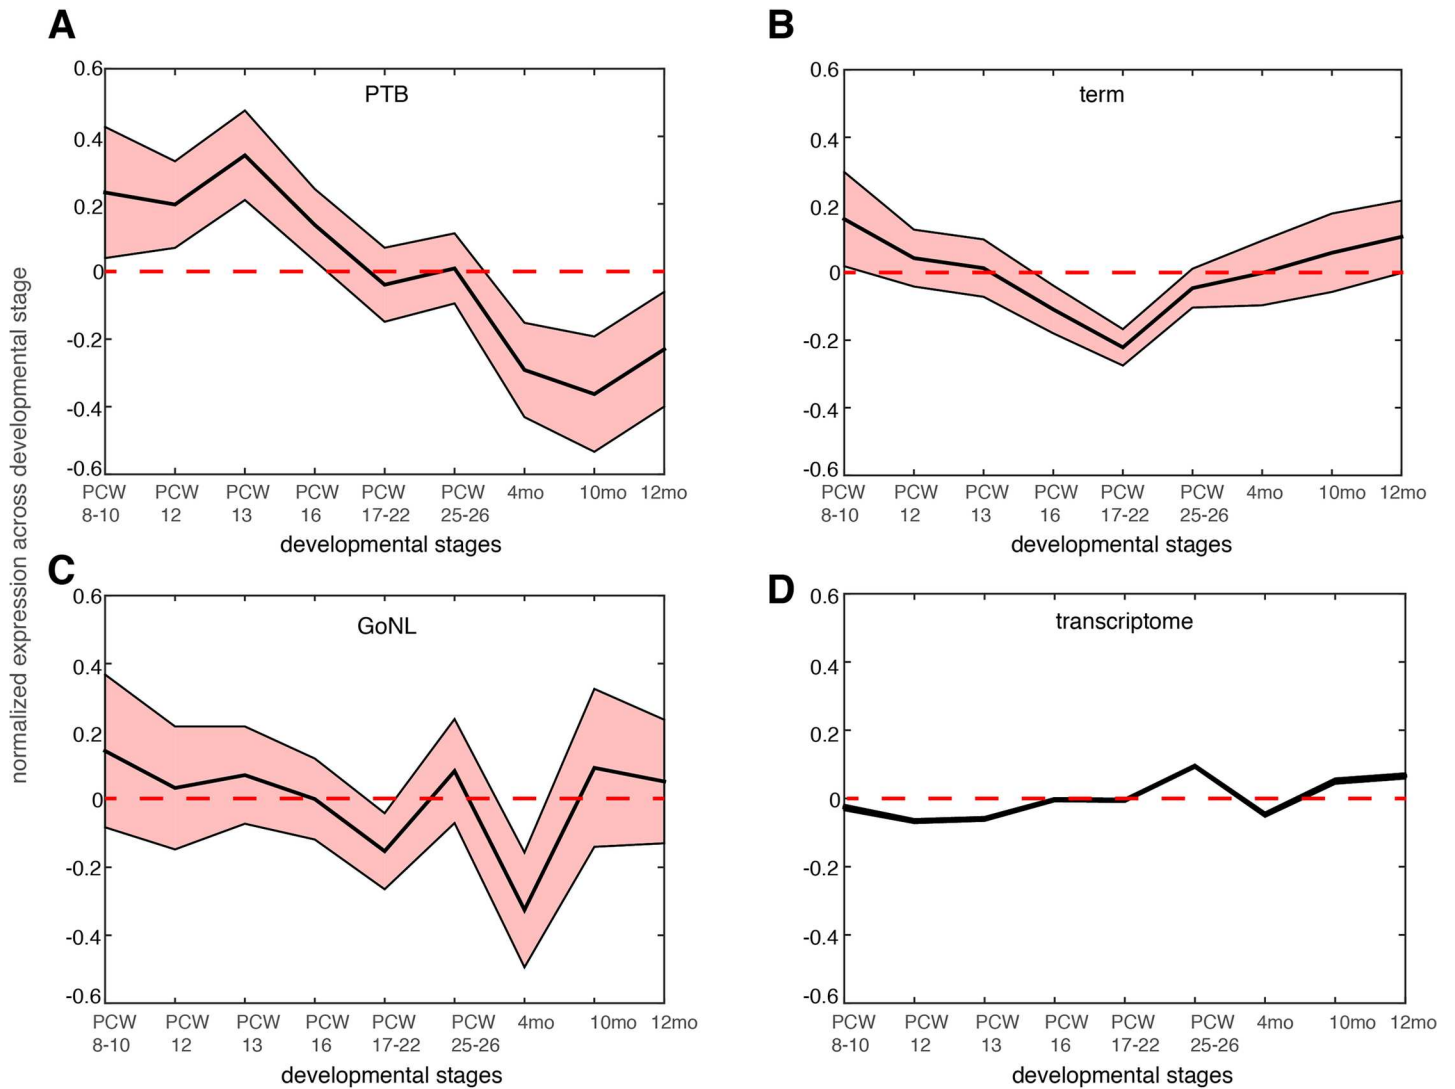 A
PTB
0.6
0.4
0.2
0
-0.2
-0.4
-0.6
PCW 8-10
PCW 12
PCW 13
PCW 16
PCW 17-22
PCW 25-26
4mo
10mo
12mo
developmental stages
B
term
0.6
0.4
0.2
0
-0.2
-0.4
-0.6
PCW 8-10
PCW 12
PCW 13
PCW 16
PCW 17-22
PCW 25-26
4mo
10mo
12mo
developmental stages
normalized expression across developmental stage
C
GoNL
0.6
0.4
0.2
0
-0.2
-0.4
-0.6
PCW 8-10
PCW 12
PCW 13
PCW 16
PCW 17-22
PCW 25-26
4mo
10mo
12mo
developmental stages
D
transcriptome
0.6
0.4
0.2
0
-0.2
-0.4
-0.6
PCW 8-10
PCW 12
PCW 13
PCW 16
PCW 17-22
PCW 25-26
4mo
10mo
12mo
developmental stages